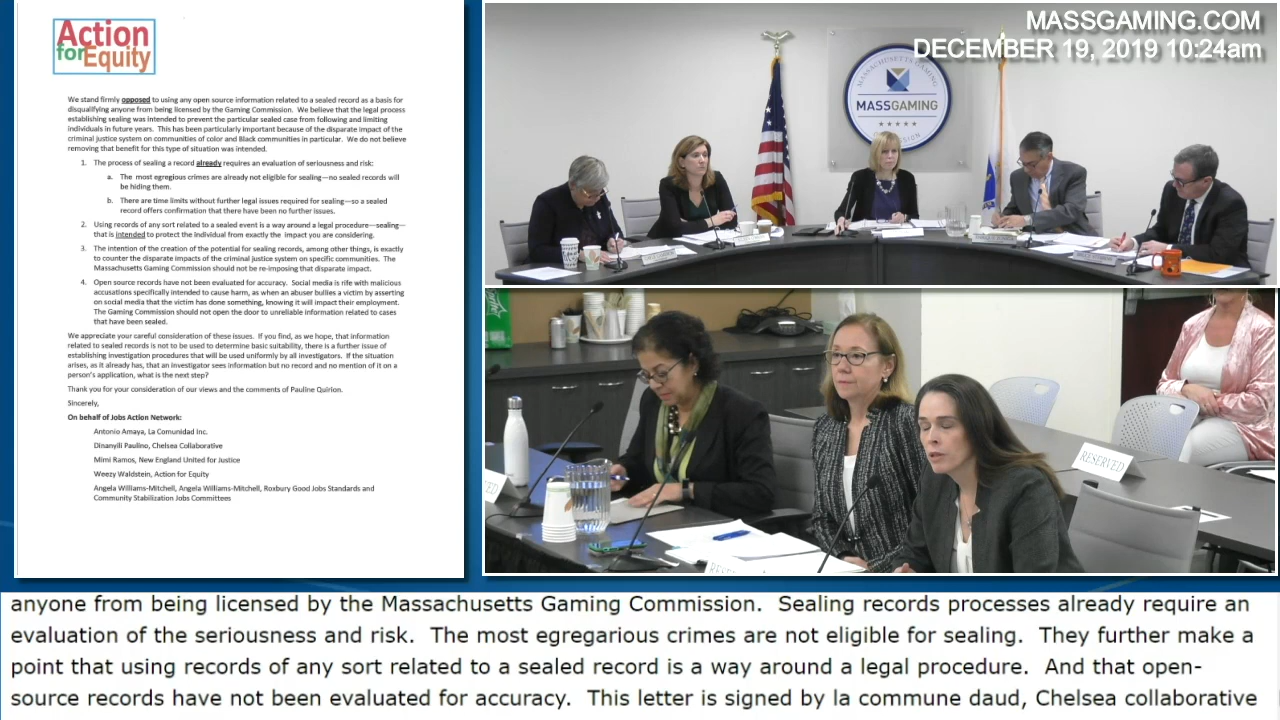 Action
for Equity
We stand firmly opposed to using any open source information related to a sealed record as a basis for
disqualifying anyone from being licensed by the Gaming Commission. We believe that the legal process
establishing sealing was intended to prevent the particular sealed case from following and limiting
individuals in future years. This has been particularly important because of the disparate impact of the
criminal justice system on communities of color and Black communities in particular. We do not believe
removing that benefit for this type of situation was intended.
1. The process of sealing a record already requires an evaluation of seriousness and risk:
a. The most egregious crimes are already not eligible for sealing—no sealed records will
be hiding them.
b. There are time limits without further legal issues required for sealing—so a sealed
record offers confirmation that there have been no further issues.
2. Using records of any sort related to a sealed event is a way around a legal procedure—sealing—
that is intended to protect the Individual from exactly the impact you are considering.
3. The intention of the creation of the potential for sealing records, among other things, is exactly
to counter the disparate impacts of the criminal justice system on specific communities. The
Massachusetts Gaming Commission should not be re-imposing that disparate impact.
4. Open source records have not been evaluated for accuracy. Social media is rife with malicious
accusations specifically intended to cause harm, as when an abuser bullies a victim by asserting
on social media that the victim has done something, knowing it will impact their employment.
The Gaming Commission should not open the door to unreliable information related to cases
that have been sealed.
We appreciate your careful consideration of these issues. If you find, as we hope, that information
related to sealed records is not to be used to determine basic suitability, there is a further issue of
establishing investigation procedures that will be used uniformly by all investigators. If the situation
arises, as it already has, that an investigator sees information but no record and no mention of it on a
person's application, what is the next step?
Thank you for your consideration of our views and the comments of Pauline Quirion.
Sincerely,
On behalf of Jobs Action Network:
Antonio Amaya, La Comunidad Inc.
Dinanyili Paulino, Chelsea Collaborative
Mimi Ramos, New England United for Justice
Weezy Waldstein, Action for Equity
Angela Williams-Mitchell, Angela Williams-Mitchell, Roxbury Good Jobs Standards and
Community Stabilization Jobs Committees
MASSGAMING.COM
DECEMBER 19, 2019 10:24am
MASSACHUSETTS GAMING
MASSGAMING
RESERVED
anyone from being licensed by the Massachusetts Gaming Commission.  Sealing records processes already require an
evaluation of the seriousness and risk.  The most egregarious crimes are not eligible for sealing.  They further make a
point that using records of any sort related to a sealed record is a way around a legal procedure.  And that open-
source records have not been evaluated for accuracy.  This letter is signed by la commune daud, Chelsea collaborative